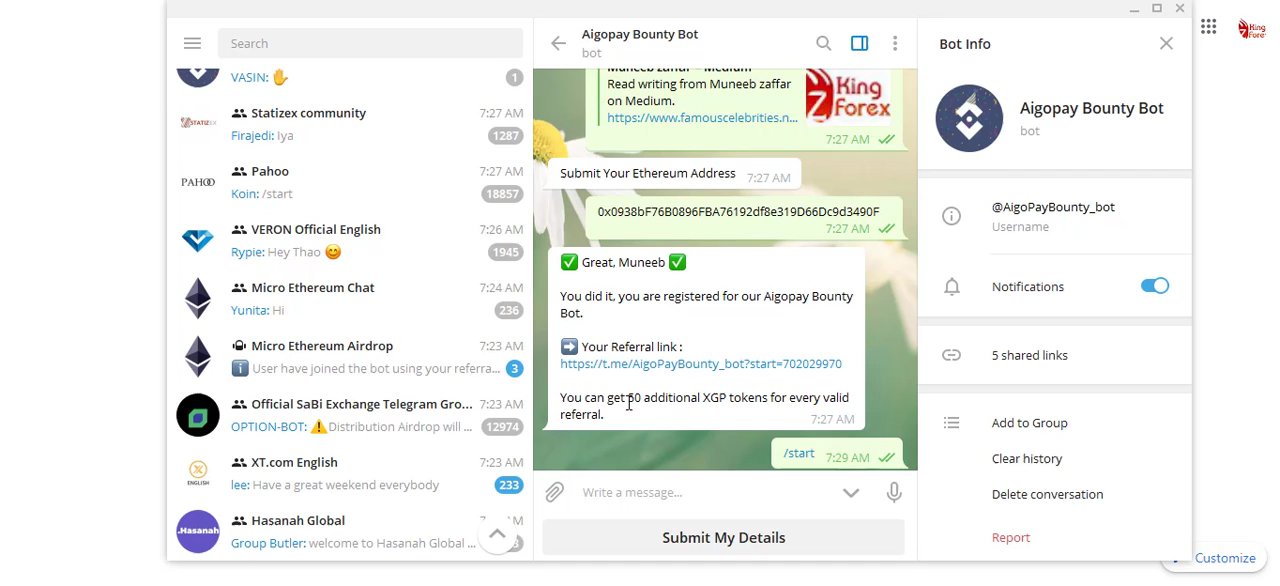 Search
VASIN: ✋
1
Statizex community
7:27 AM
Firajedi: Iya
1287
STATIZEX
Pahoo
7:27 AM
Koin: /start
18857
PAHOO
VERON Official English
7:26 AM
Rypie: Hey Thao 😊
1945
Micro Ethereum Chat
7:24 AM
Yunita: Hi
236
Micro Ethereum Airdrop
7:23 AM
ℹ️ User have joined the bot using your referra...
3
Official SaBi Exchange Telegram Gro...
7:23 AM
OPTION-BOT: ⚠️Distribution Airdrop will ...
12974
XT.com English
7:23 AM
lee: Have a great weekend everybody
233
ENGLISH
Hasanah Global
Group Butler: welcome to Hasanah Global ...
.Hasanah
Aigopay Bounty Bot
bot
Muneeb zaffar – Medium
Read writing from Muneeb zaffar
on Medium.
https://www.famouscelebrities.n...
King
Forex
7:27 AM
Submit Your Ethereum Address
7:27 AM
0x0938bF76B0896FBA76192df8e319D66Dc9d3490F
7:27 AM
✅ Great, Muneeb ✅
You did it, you are registered for our Aigopay Bounty
Bot.
➡️ Your Referral link :
https://t.me/AigoPayBounty_bot?start=702029970
You can get 60 additional XGP tokens for every valid
referral.
7:27 AM
/start
7:29 AM
Write a message...
Submit My Details
Bot Info
Aigopay Bounty Bot
bot
@AigoPayBounty_bot
Username
Notifications
5 shared links
Add to Group
Clear history
Delete conversation
Report
King
Customize